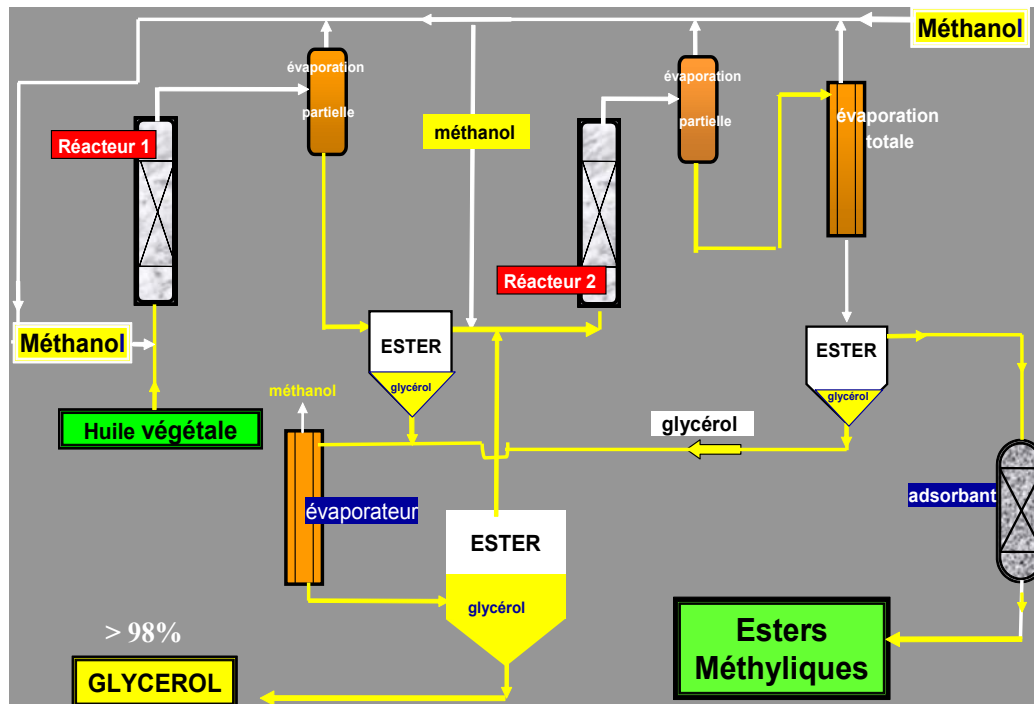 Méthanol
évaporation
partielle
évaporation
partielle
évaporation
totale
méthanol
Réacteur 1
Réacteur 2
Méthanol
ESTER
glycérol
ESTER
glycérol
méthanol
Huile végétale
glycérol
évaporateur
adsorbant
ESTER
glycérol
> 98%
GLYCEROL
Esters
Méthyliques